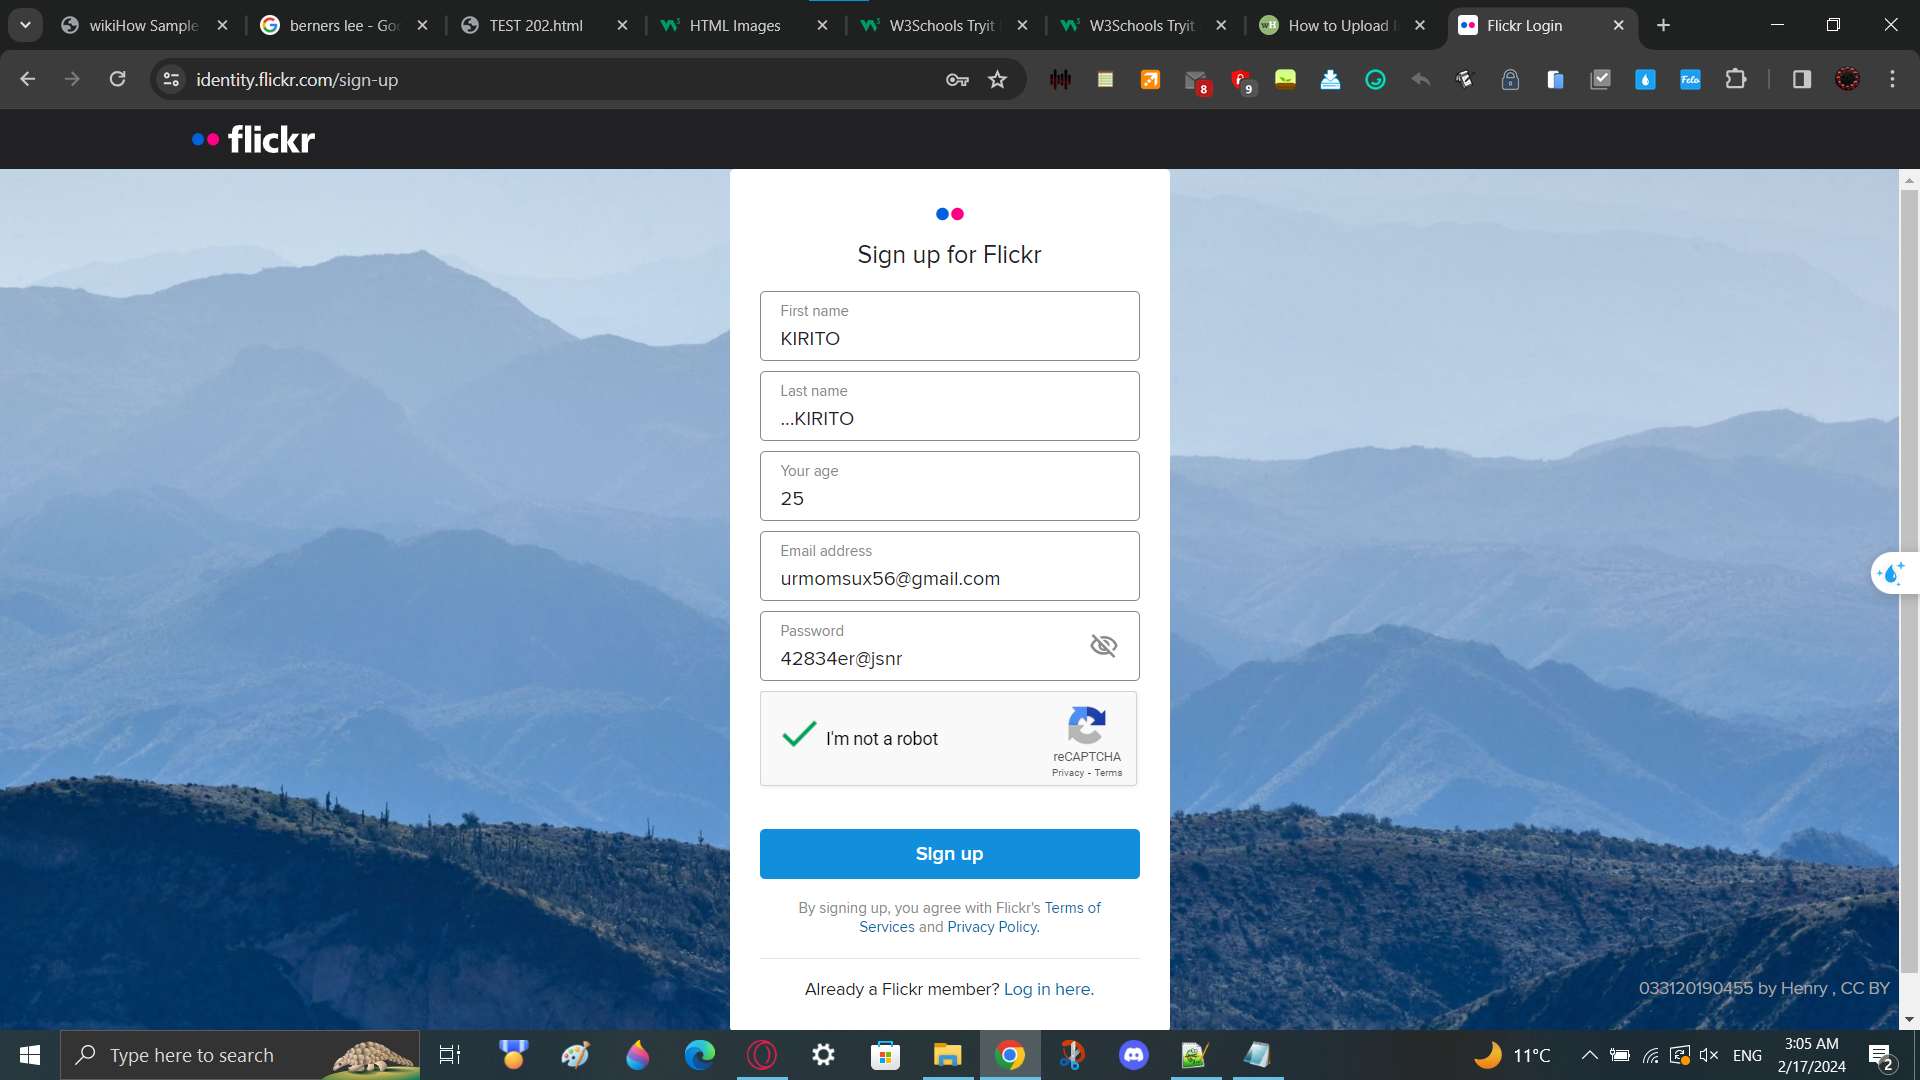 wikiHow Sample
berners lee - Goo
TEST 202.html
HTML Images
W3Schools Tryit
W3Schools Tryit
How to Upload
Flickr Login
identity.flickr.com/sign-up
8
9
Felo
flickr
Sign up for Flickr
First name
KIRITO
Last name
...KIRITO
Your age
25
Email address
urmomsux56@gmail.com
Password
42834er@jsnr
I'm not a robot
reCAPTCHA
Privacy - Terms
Sign up
By signing up, you agree with Flickr's Terms of
Services and Privacy Policy.
Already a Flickr member? Log in here.
033120190455 by Henry , CC BY
Type here to search
11°C
ENG
3:05 AM
2/17/2024
2